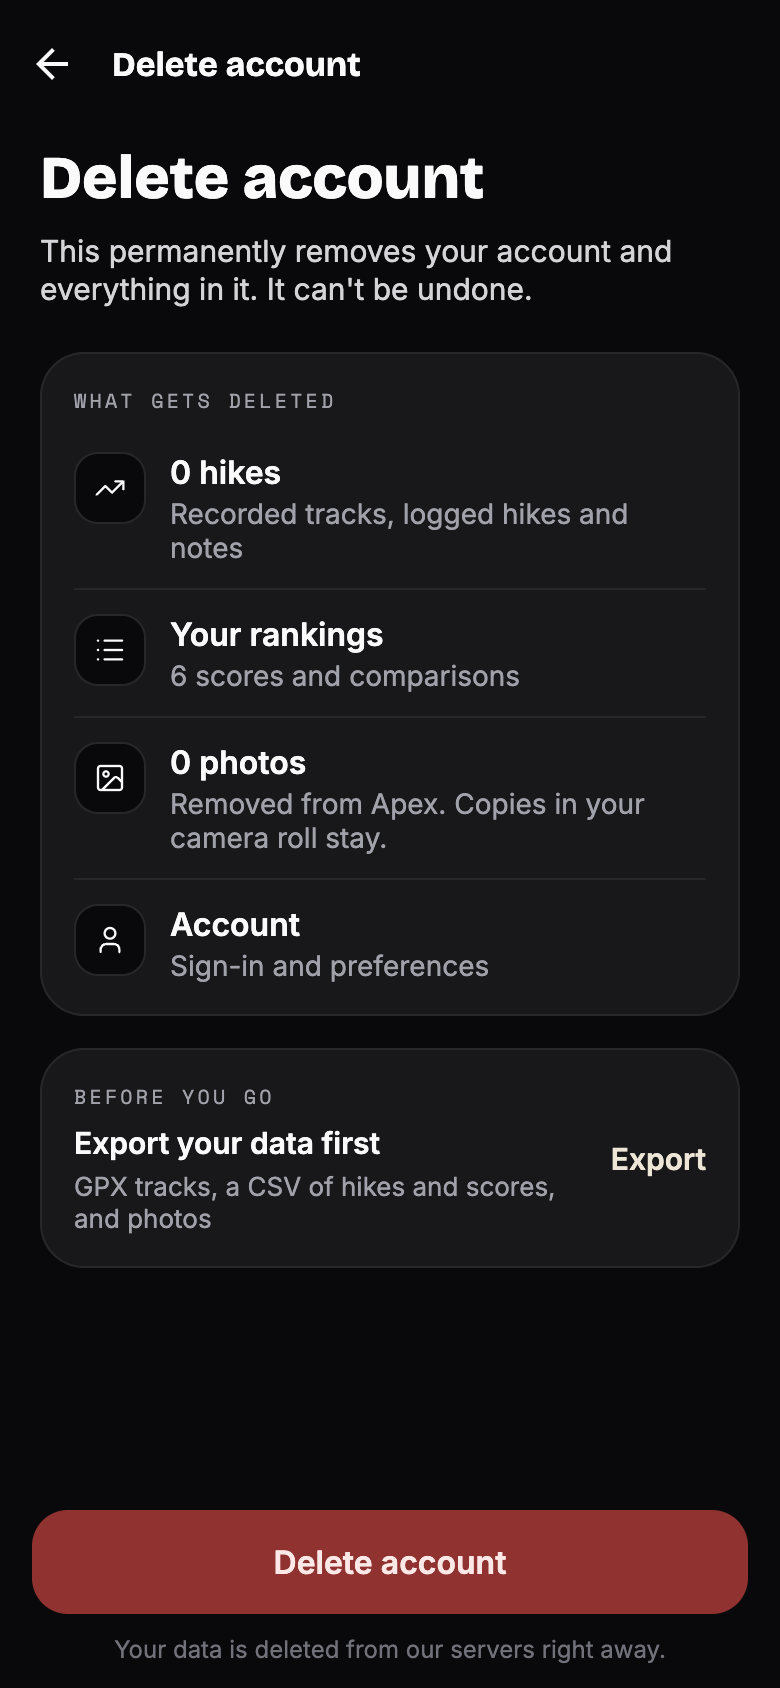 Delete account
Delete account
This permanently removes your account and
everything in it. It can't be undone.
WHAT GETS DELETED
0 hikes
Recorded tracks, logged hikes and
notes
Your rankings
6 scores and comparisons
0 photos
Removed from Apex. Copies in your
camera roll stay.
Account
Sign-in and preferences
BEFORE YOU GO
Export your data first
GPX tracks, a CSV of hikes and scores,
and photos
Export
Delete account
Your data is deleted from our servers right away.